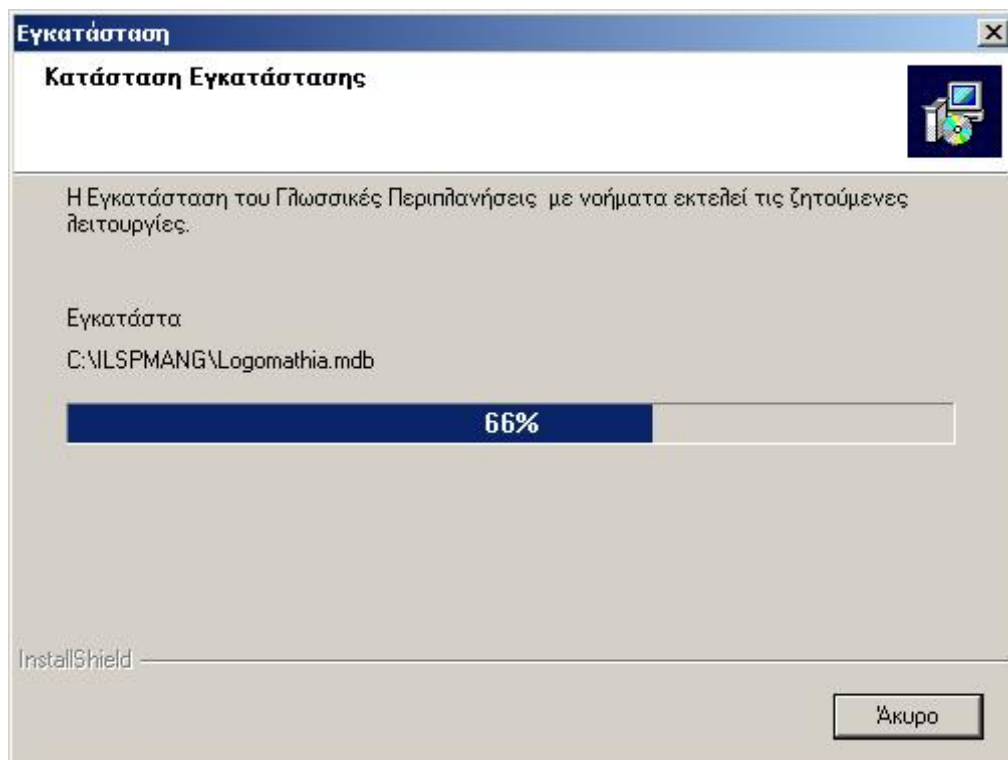 Εγκατάσταση
Κατάσταση Εγκατάστασης
Η Εγκατάσταση του Γλωσσικές Περιπλανήσεις με νοήματα εκτελεί τις ζητούμενες
λειτουργίες.
Εγκατάστα
C:\ILSPMANG\Logomathia.mdb
66%
InstallShield
Άκυρο